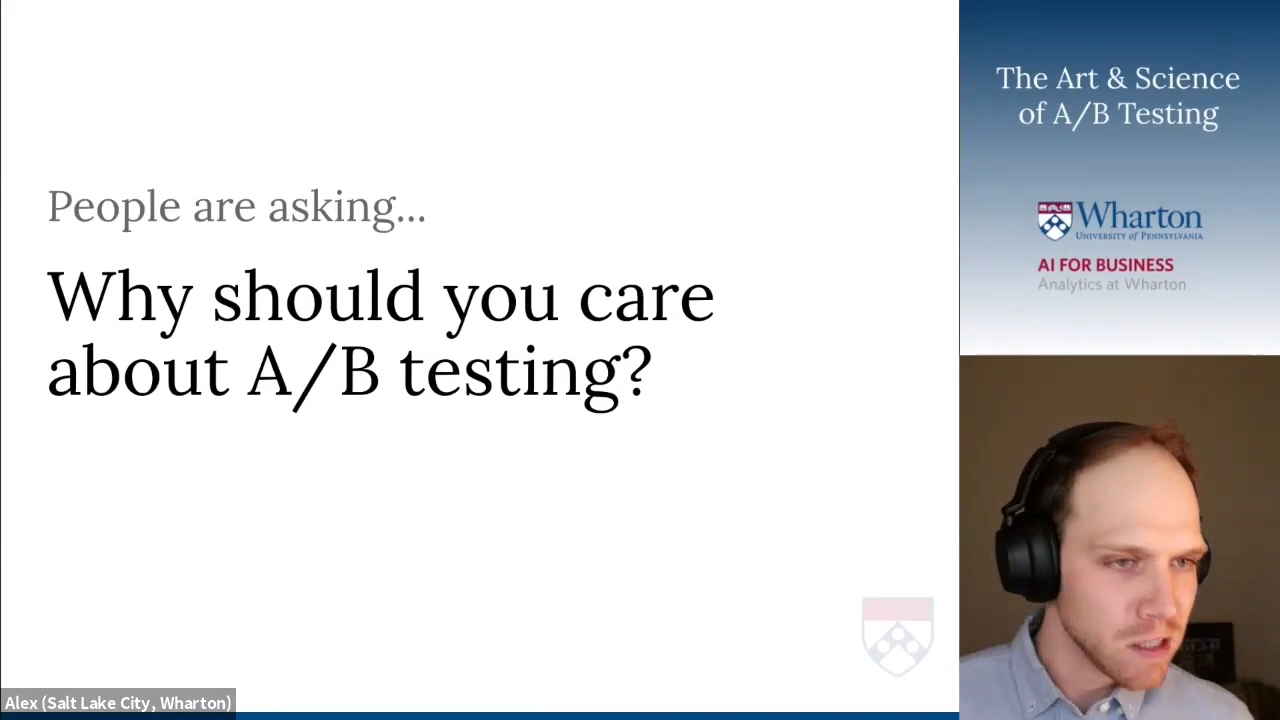 People are asking...
Why should you care
about A/B testing?
Alex (Salt Lake City, Wharton)
The Art & Science
of A/B Testing
Wharton
UNIVERSITY of PENNSYLVANIA
AI FOR BUSINESS
Analytics at Wharton